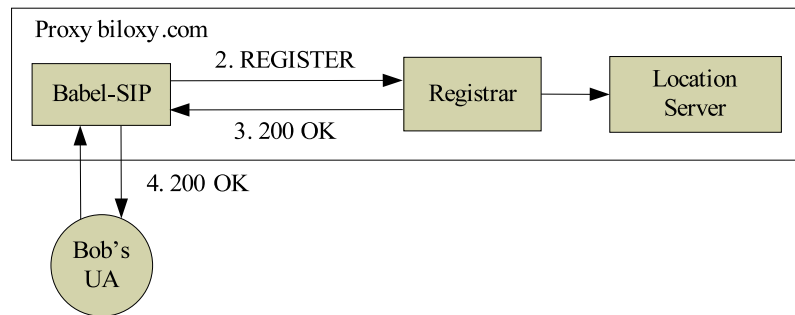 Proxy biloxy.com
2. REGISTER
Babel-SIP
Registrar
Location
Server
3. 200 OK
4. 200 OK
Bob's
UA